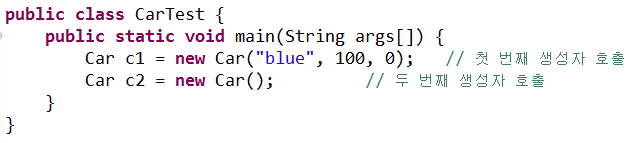 public class CarTest {
public static void main(String args[]) {
Car c1 = new Car("blue", 100, 0); // 첫 번째 생성자 호출
Car c2 = new Car(); // 두 번째 생성자 호출
}
}